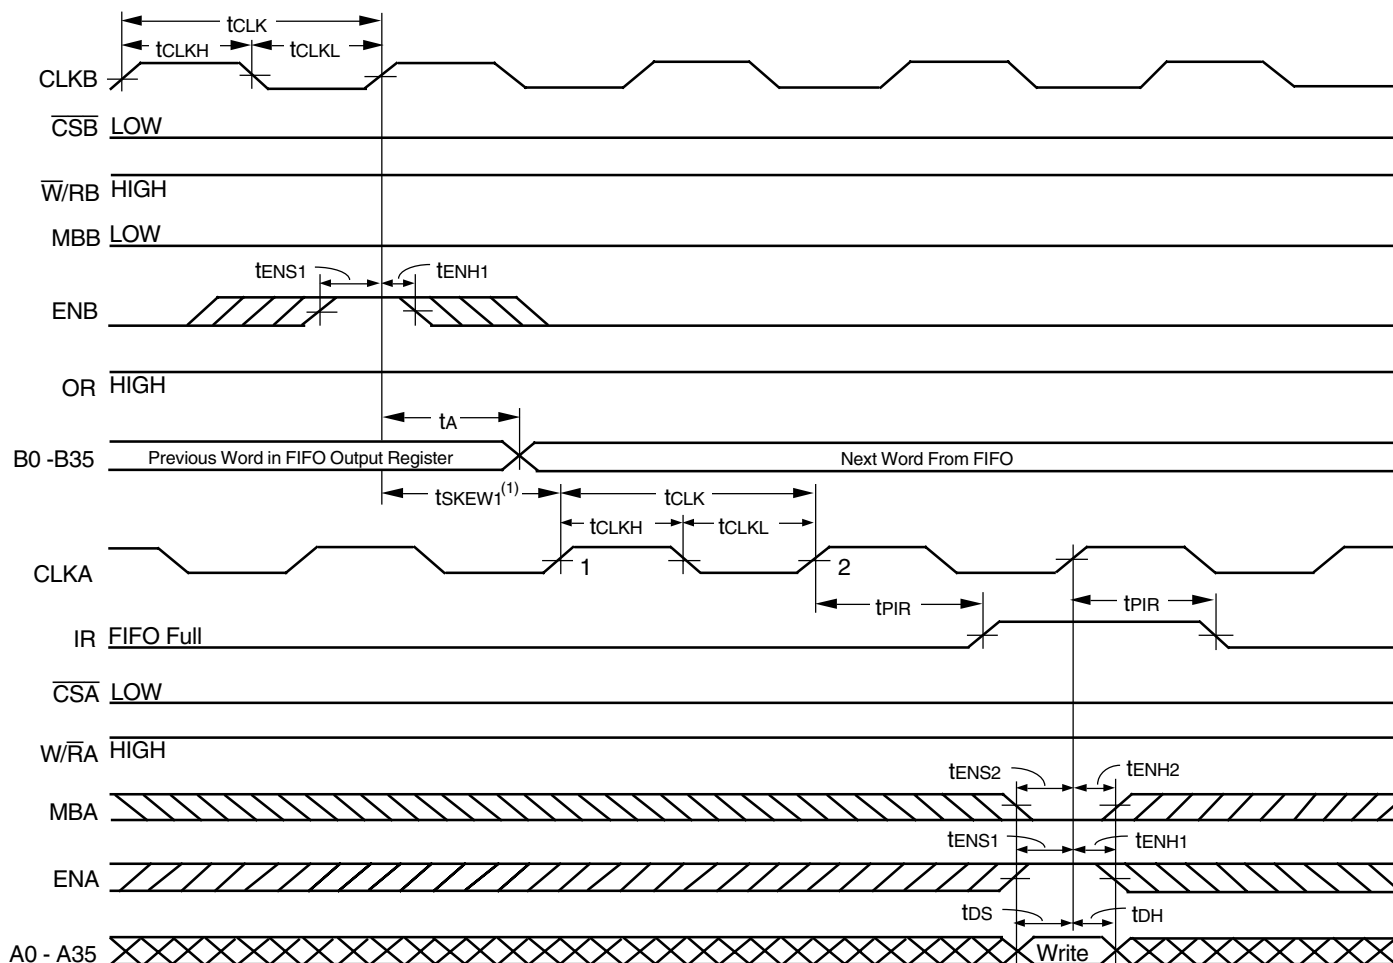 tCLK
tCLKH tCLKL
CLKB
CSB LOW
W/RB HIGH
MBB LOW
tENS1 tENH1
ENB
OR HIGH
tA
B0 -B35 Previous Word in FIFO Output Register Next Word From FIFO
tSKEW1(1) tCLK
tCLKH tCLKL
CLKA 1 2
tPIR tPIR
IR FIFO Full
CSA LOW
W/RA HIGH
tENS2 tENH2
MBA
tENS1 tENH1
ENA
tDS tDH
A0 - A35 Write